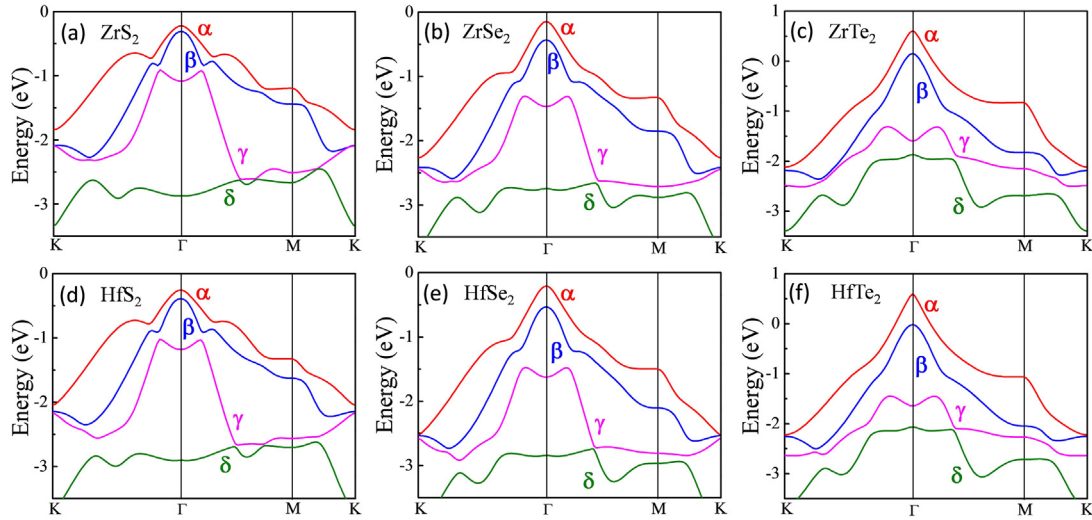 (a) ZrS₂
α
β
γ
δ
Energy (eV)
0
-1
-2
-3
K Γ M K
(b) ZrSe₂
α
β
γ
δ
Energy (eV)
0
-1
-2
-3
K Γ M K
(c) ZrTe₂
α
β
γ
δ
Energy (eV)
1
0
-1
-2
-3
K Γ M K
(d) HfS₂
α
β
γ
δ
Energy (eV)
0
-1
-2
-3
K Γ M K
(e) HfSe₂
α
β
γ
δ
Energy (eV)
0
-1
-2
-3
K Γ M K
(f) HfTe₂
α
β
γ
δ
Energy (eV)
1
0
-1
-2
-3
K Γ M K